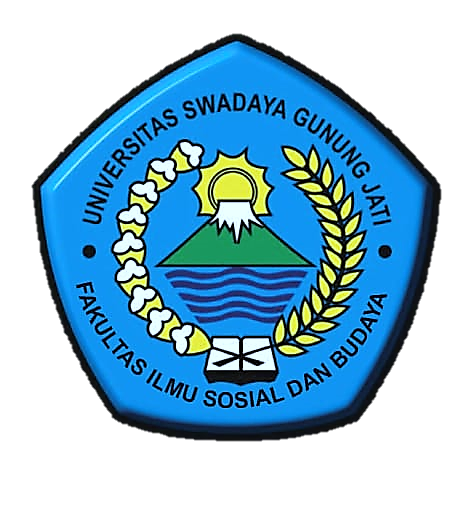 UNIVERSITAS SWADAYA GUNUNG JATI
FAKULTAS ILMU SOSIAL DAN BUDAYA